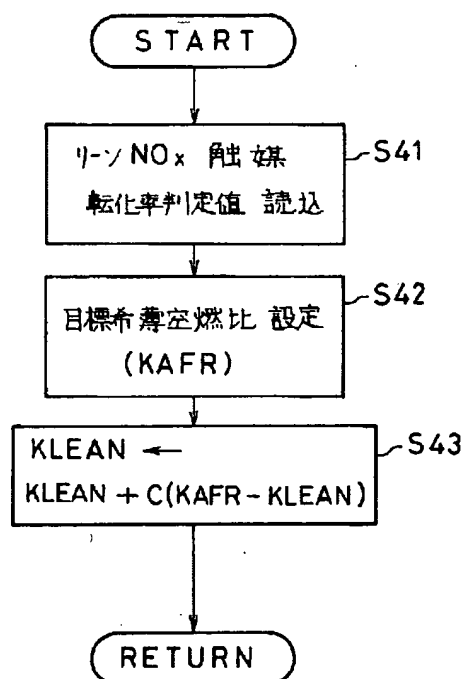 START
リーンNOx 触媒
転化率判定値 読込
S41
目標希薄空燃比 設定
(KAFR)
S42
KLEAN ←
KLEAN + C(KAFR-KLEAN)
S43
RETURN